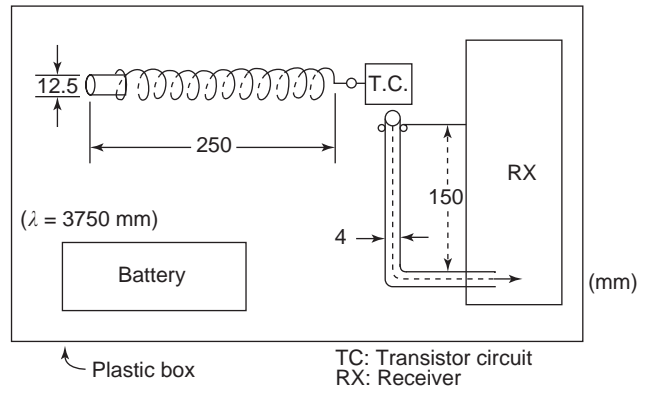 12.5
T.C.
250
RX
150
(λ = 3750 mm)
4
Battery
(mm)
Plastic box
TC: Transistor circuit
RX: Receiver